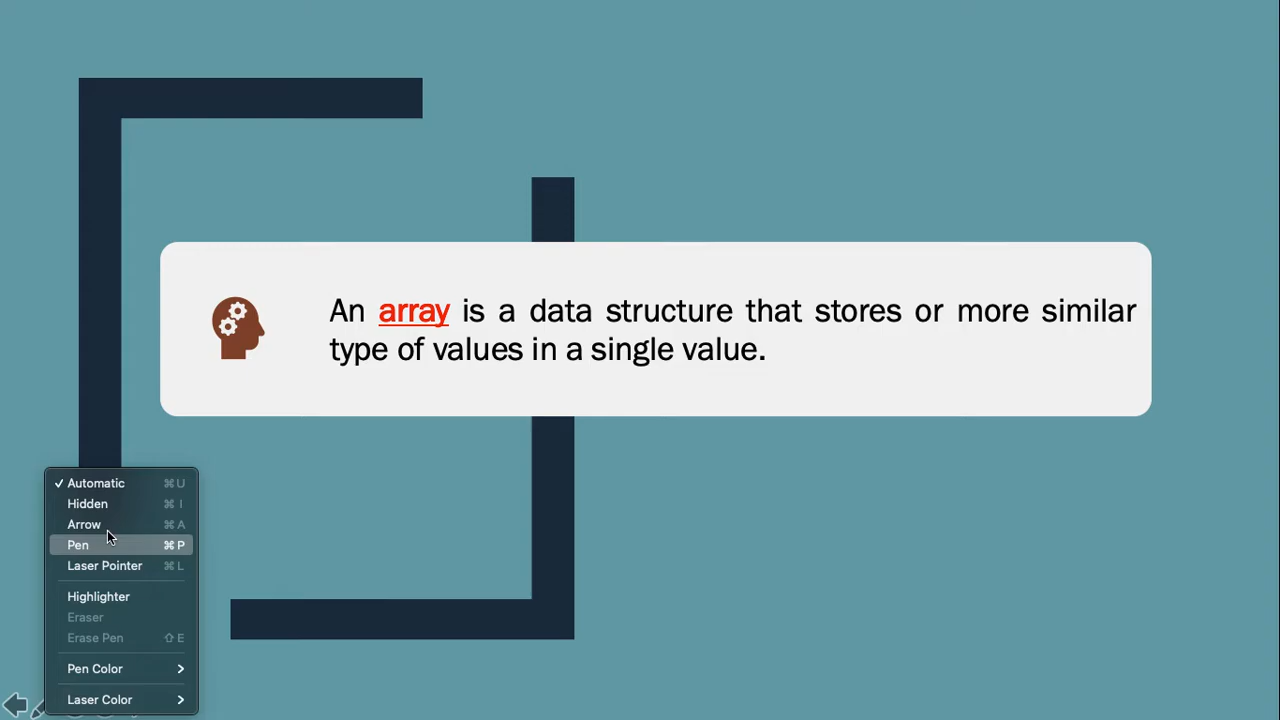 An array is a data structure that stores or more similar
type of values in a single value.
✓ Automatic ⌘ U
Hidden ⌘ I
Arrow ⌘ A
Pen ⌘ P
Laser Pointer ⌘ L
Highlighter
Eraser
Erase Pen ⇧ E
Pen Color >
Laser Color >